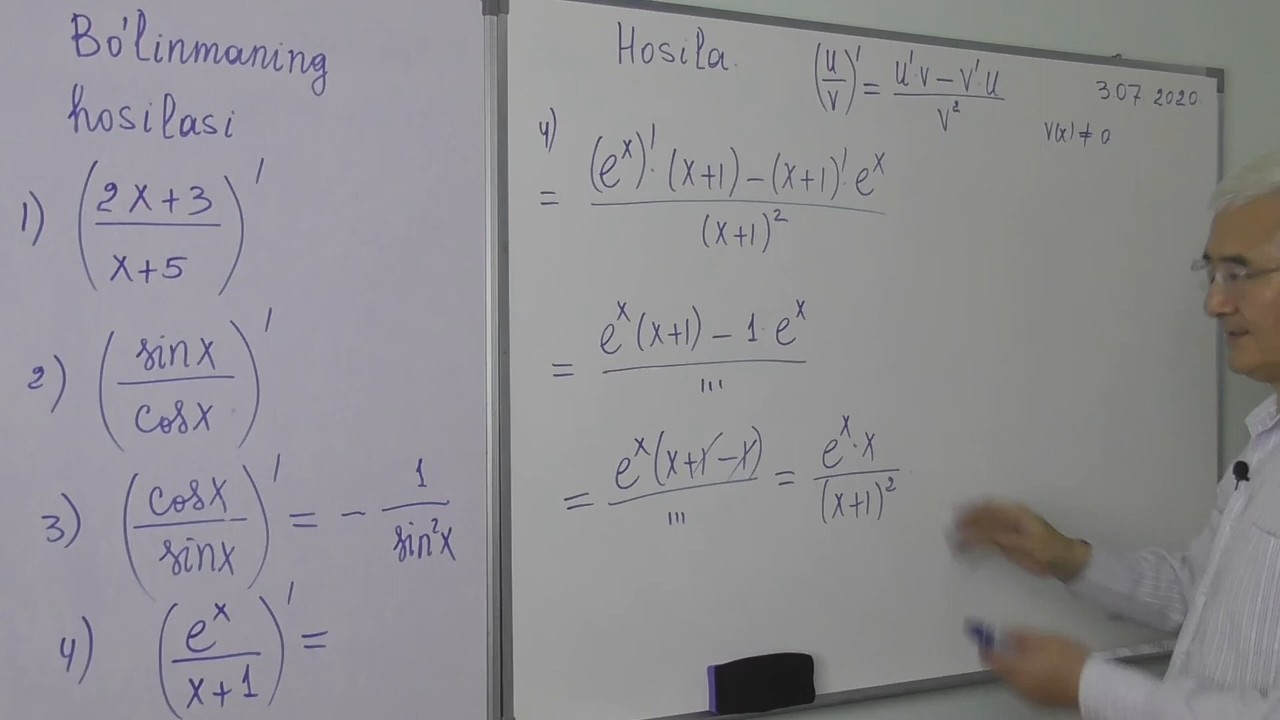 Bo'linmaning
hosilasi
1) ((2x+3)/(x+5))'
2) (sinx/cosx)'
3) (cosx/sinx)' = - 1/sin²x
4) (e^x/(x+1))' =
Hosila.
(u/v)' = (u'·v - v'·u)/v²
3 07 2020
v(x) ≠ 0
4)
= ((e^x)'·(x+1) - (x+1)'·e^x)/(x+1)²
= (e^x(x+1) - 1·e^x)/'''
= (e^x(x+1-1))/''' = (e^x·x)/(x+1)²